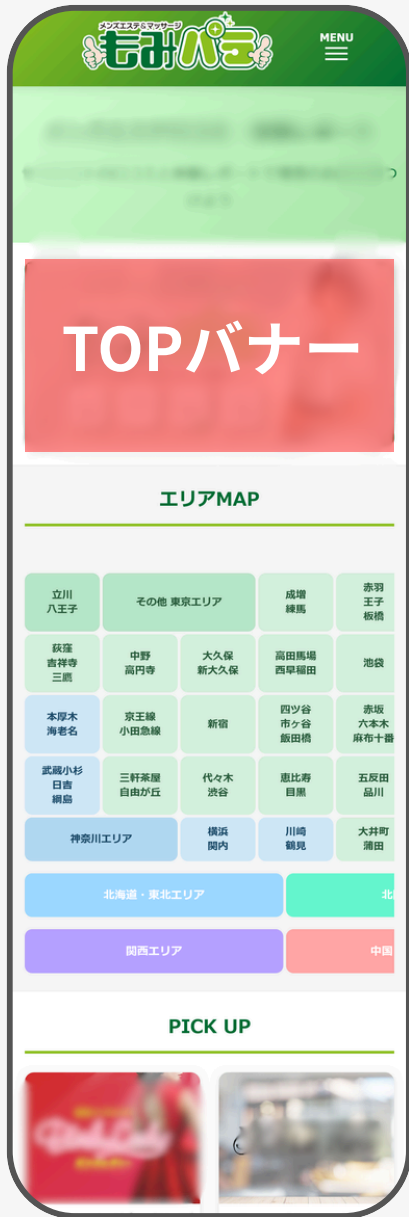 メンズエステ&マッサージ
もみパラ
MENU
TOPバナー
エリアMAP
立川
八王子
その他 東京エリア
成増
練馬
赤羽
王子
板橋
荻窪
吉祥寺
三鷹
中野
高円寺
大久保
新大久保
高田馬場
西早稲田
池袋
本厚木
海老名
京王線
小田急線
新宿
四ツ谷
市ヶ谷
飯田橋
赤坂
六本木
麻布十番
武蔵小杉
日吉
綱島
三軒茶屋
自由が丘
代々木
渋谷
恵比寿
目黒
五反田
品川
神奈川エリア
横浜
関内
川崎
鶴見
大井町
蒲田
北海道・東北エリア
北
関西エリア
中国
PICK UP